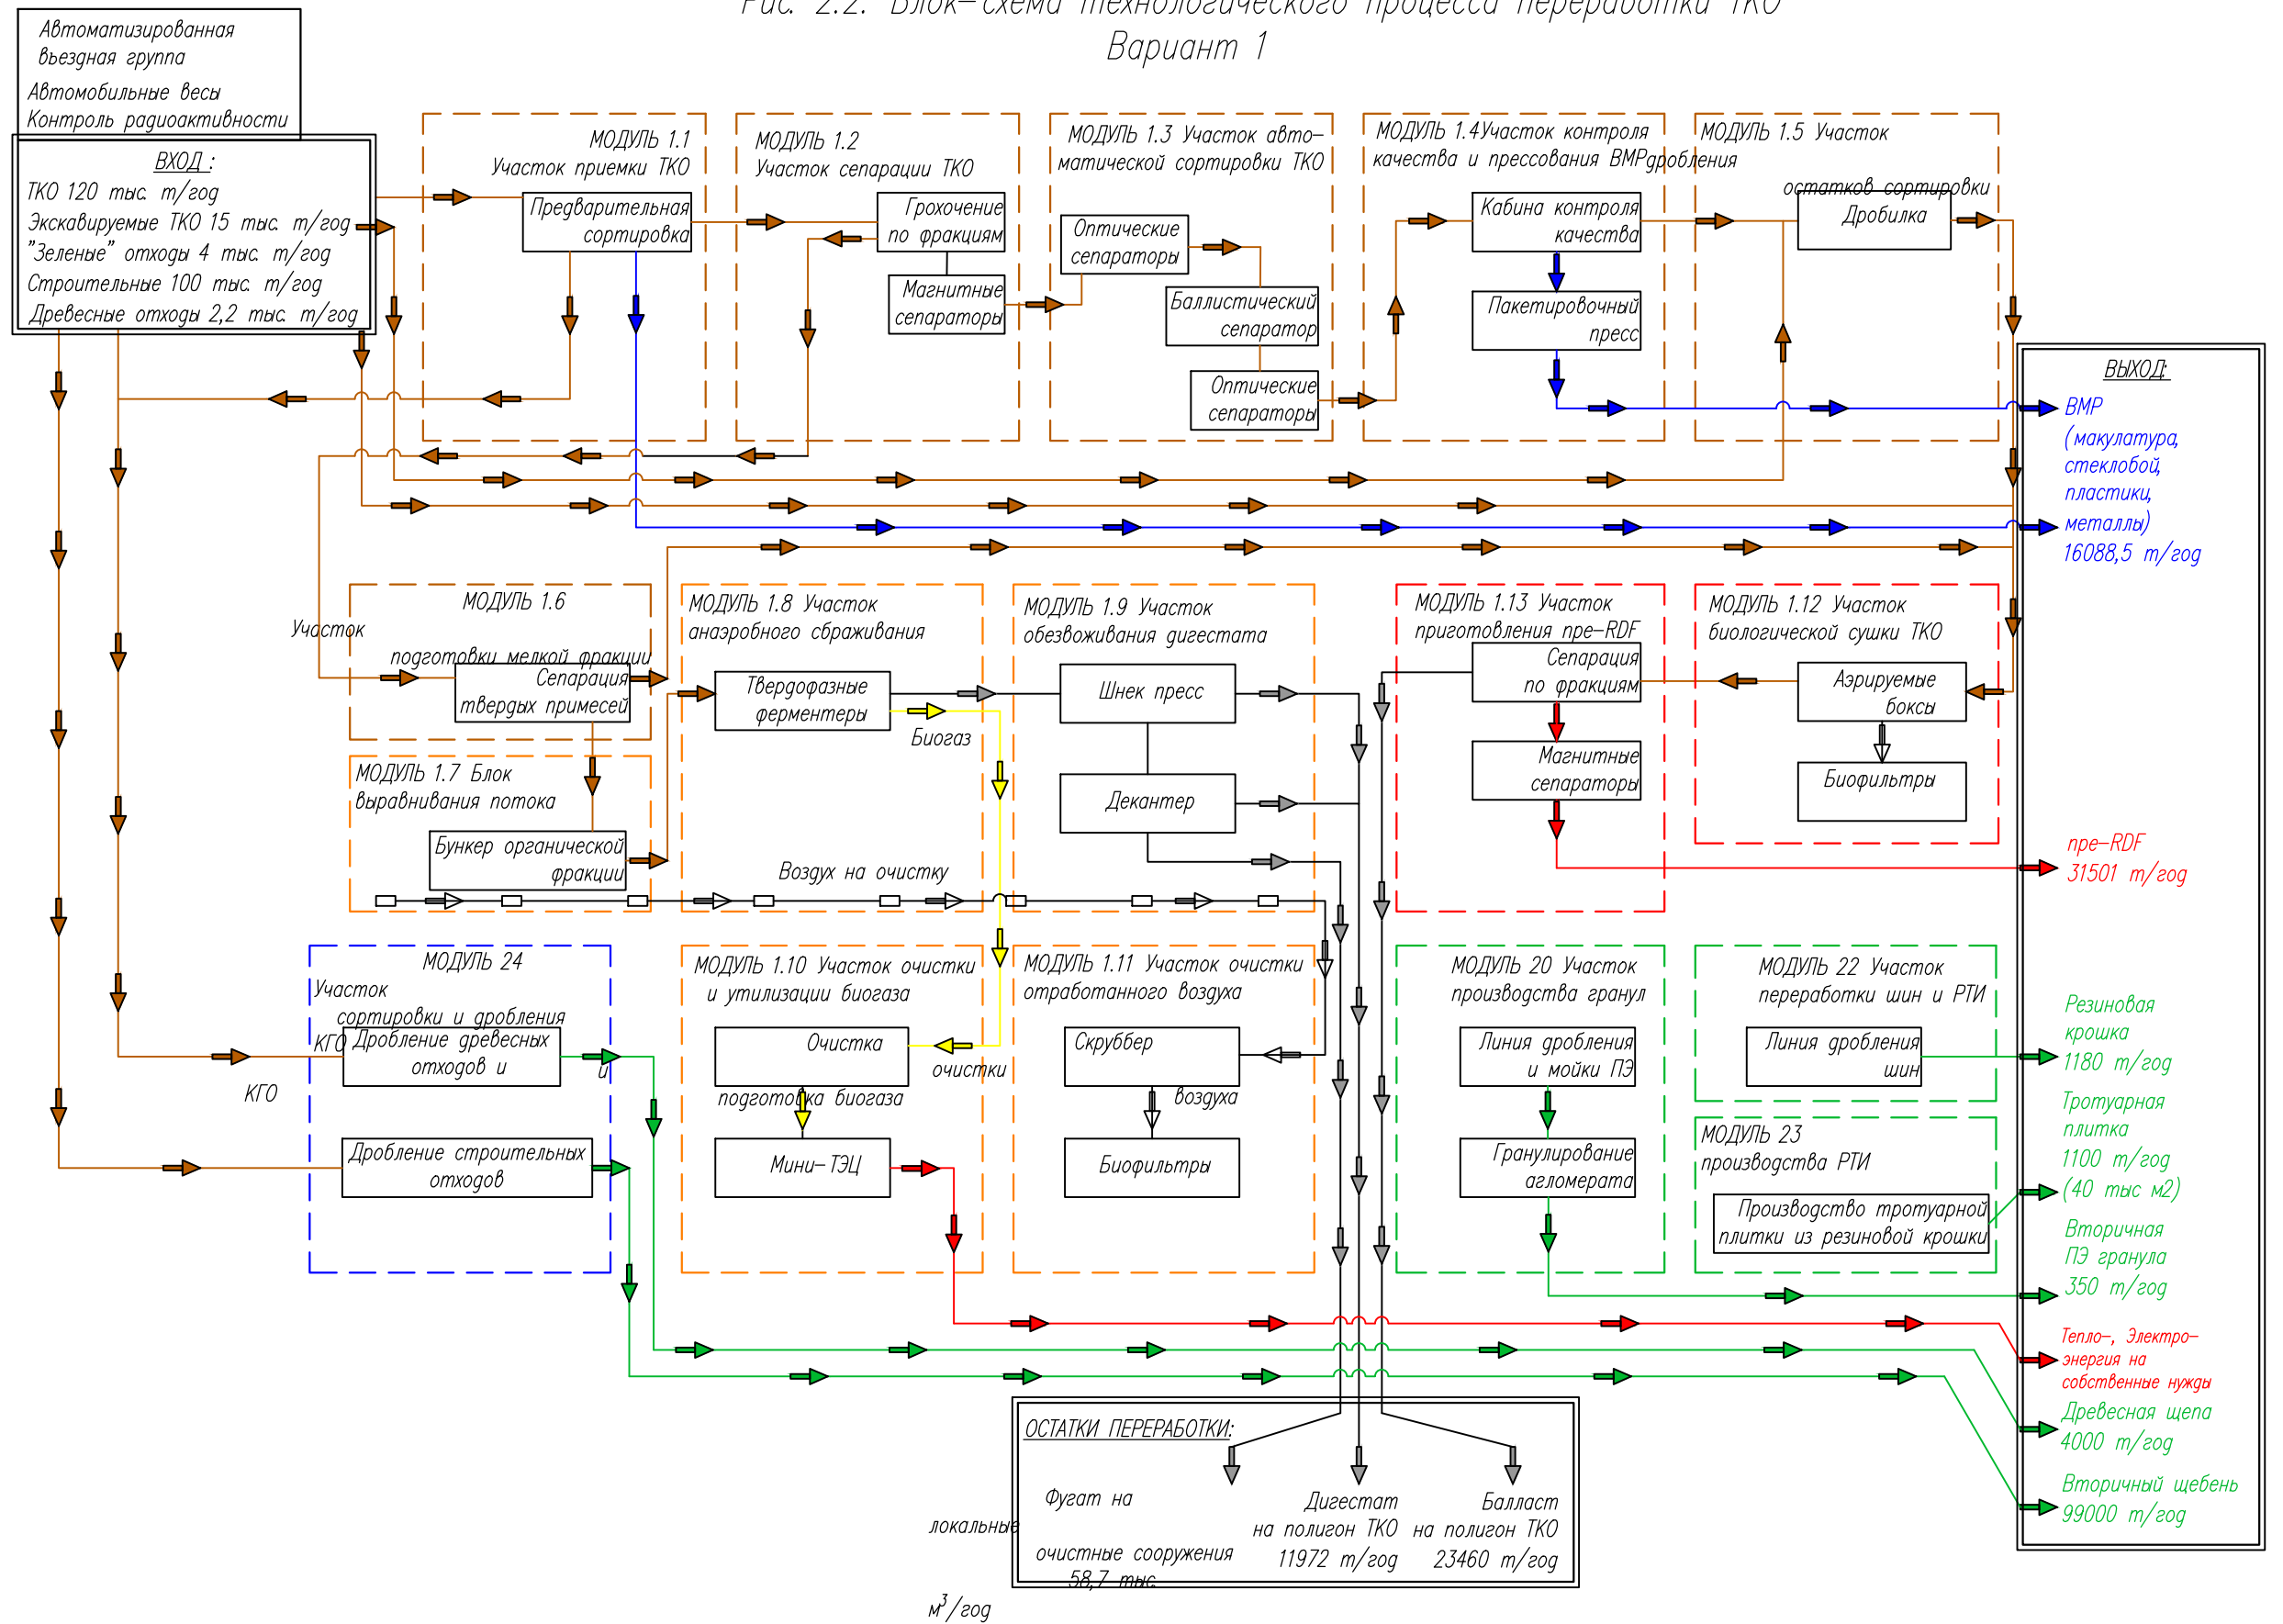 Рис. 2.2. Блок-схема технологического процесса переработки ТКО
Вариант 1
Автоматизированная
вьездная группа
Автомобильные весы
Контроль радиоактивности
ВХОД :
ТКО 120 тыс. т/год
Экскавируемые ТКО 15 тыс. т/год
"Зеленые" отходы 4 тыс. т/год
Строительные 100 тыс. т/год
Древесные отходы 2,2 тыс. т/год
МОДУЛЬ 1.1
Участок приемки ТКО
Предварительная
сортировка
МОДУЛЬ 1.2
Участок сепарации ТКО
Грохочение
по фракциям
Магнитные
сепараторы
МОДУЛЬ 1.3 Участок авто-
матической сортировки ТКО
Оптические
сепараторы
Баллистический
сепаратор
Оптические
сепараторы
МОДУЛЬ 1.4Участок контроля
качества и прессования ВМР
Кабина контроля
качества
Пакетировочный
пресс
МОДУЛЬ 1.5 Участок
дробления
остатков сортировки
Дробилка
ВЫХОД:
ВМР
(макулатура,
стеклобой,
пластики,
металлы)
16088,5 т/год
МОДУЛЬ 1.6
Участок
подготовки мелкой фракции
Сепарация
твердых примесей
МОДУЛЬ 1.7 Блок
выравнивания потока
Бункер органической
фракции
МОДУЛЬ 1.8 Участок
анаэробного сбраживания
Твердофазные
ферментеры
Биогаз
Воздух на очистку
МОДУЛЬ 1.9 Участок
обезвоживания дигестата
Шнек пресс
Декантер
МОДУЛЬ 1.13 Участок
приготовления пре-RDF
Сепарация
по фракциям
Магнитные
сепараторы
МОДУЛЬ 1.12 Участок
биологической сушки ТКО
Аэрируемые
боксы
Биофильтры
пре-RDF
31501 т/год
МОДУЛЬ 24
Участок
сортировки и дробления
КГО
Дробление древесных
отходов и
и
КГО
Дробление строительных
отходов
МОДУЛЬ 1.10 Участок очистки
и утилизации биогаза
Очистка
очистки
подготовка биогаза
Мини-ТЭЦ
МОДУЛЬ 1.11 Участок очистки
отработанного воздуха
Скруббер
воздуха
Биофильтры
МОДУЛЬ 20 Участок
производства гранул
Линия дробления
и мойки ПЭ
Гранулирование
агломерата
МОДУЛЬ 22 Участок
переработки шин и РТИ
Линия дробления
шин
МОДУЛЬ 23
производства РТИ
Производство тротуарной
плитки из резиновой крошки
Резиновая
крошка
1180 т/год
Тротуарная
плитка
1100 т/год
(40 тыс м2)
Вторичная
ПЭ гранула
350 т/год
Тепло-, Электро-
энергия на
собственные нужды
Древесная щепа
4000 т/год
Вторичный щебень
99000 т/год
ОСТАТКИ ПЕРЕРАБОТКИ:
Фугат на
локальные
очистные сооружения
58,7 тыс.
м³/год
Дигестат
на полигон ТКО
11972 т/год
Балласт
на полигон ТКО
23460 т/год